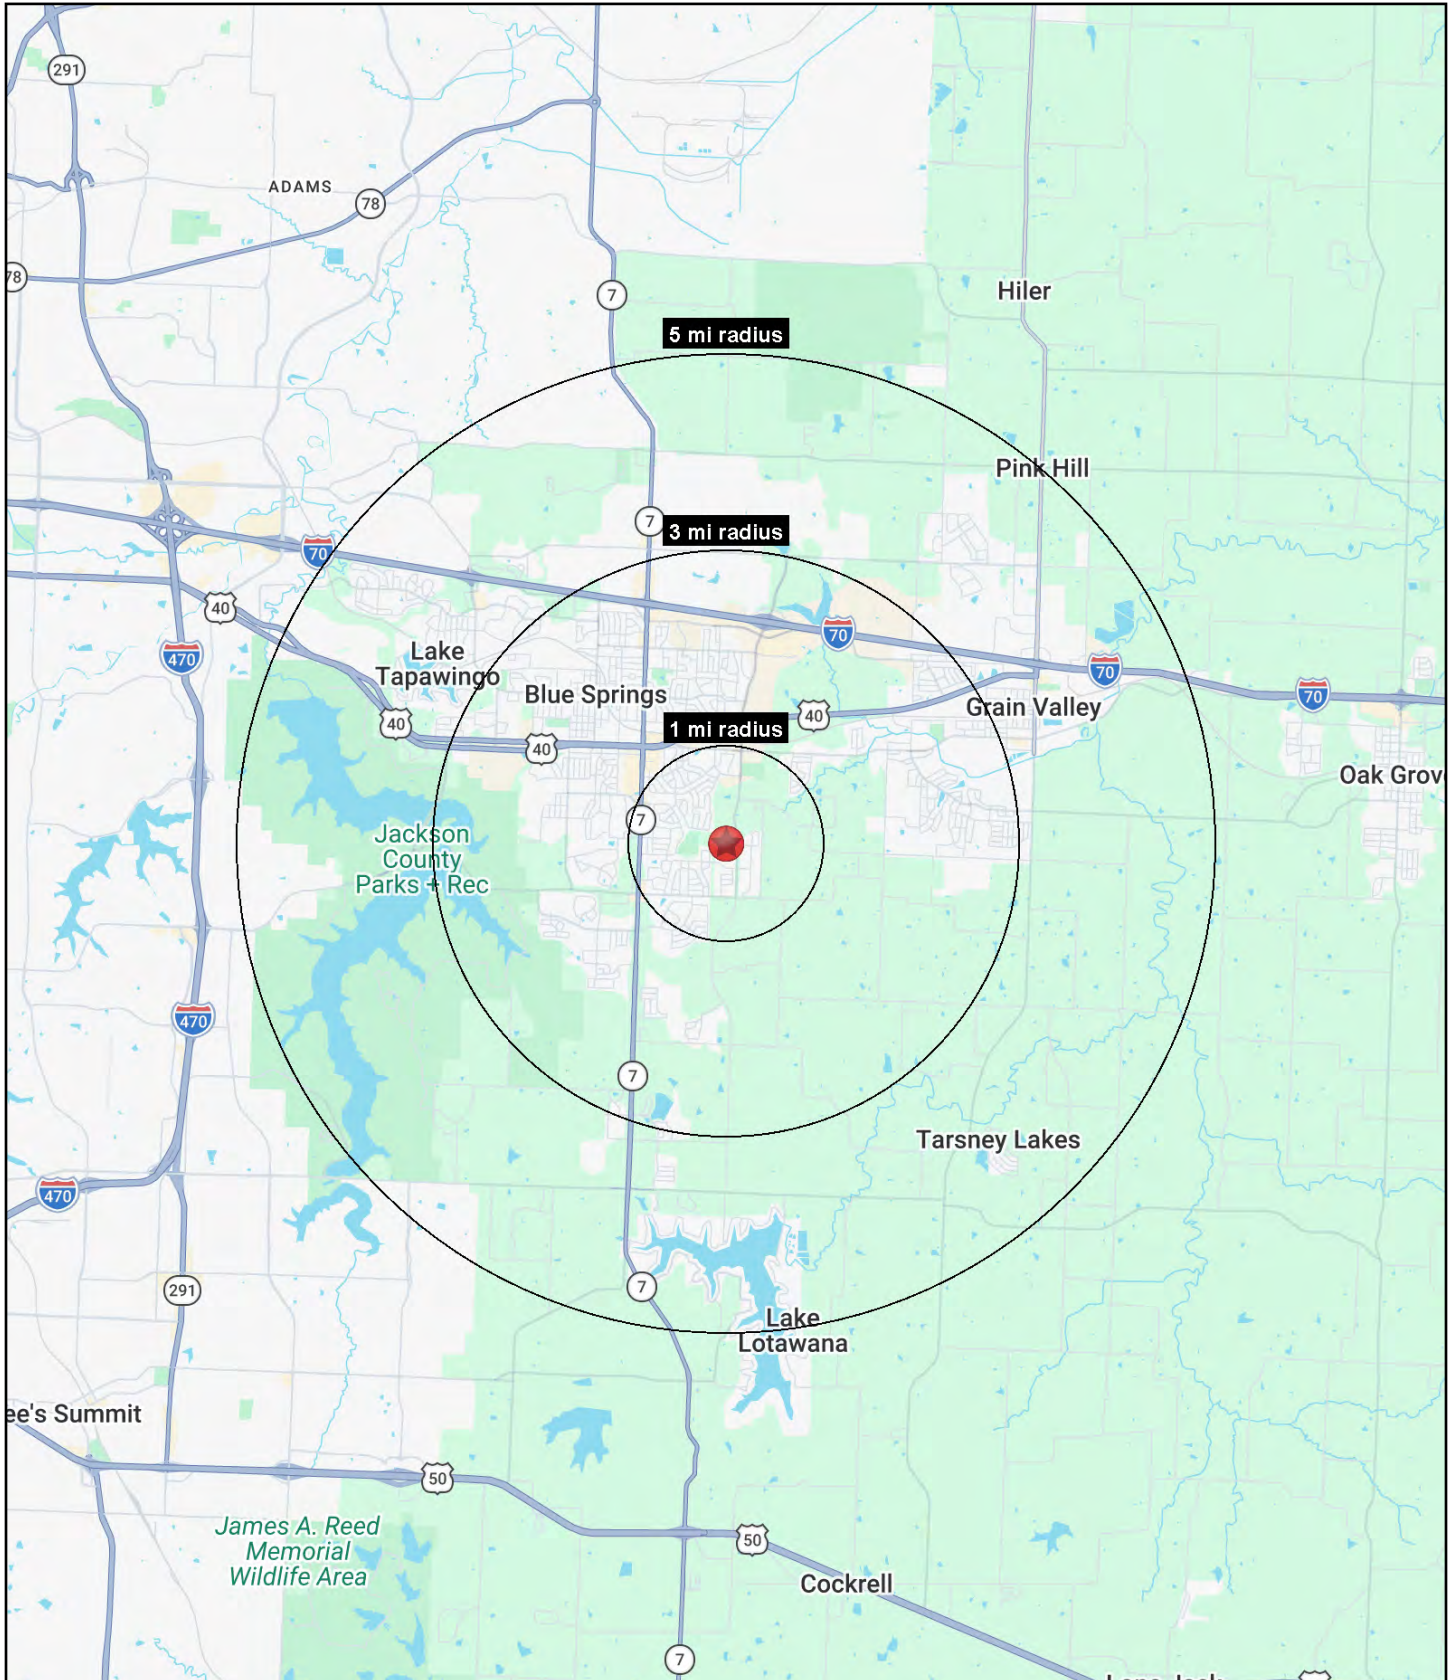 291
ADAMS
78
78
7
Hiler
5 mi radius
Pink Hill
7
3 mi radius
70
40
470
70
Lake
Tapawingo
Blue Springs
70
70
40
40
40
Grain Valley
1 mi radius
Oak Grov
7
Jackson
County
Parks + Rec
470
7
Tarsney Lakes
470
7
291
Lake
Lotawana
ee's Summit
50
James A. Reed
Memorial
Wildlife Area
50
Cockrell
7